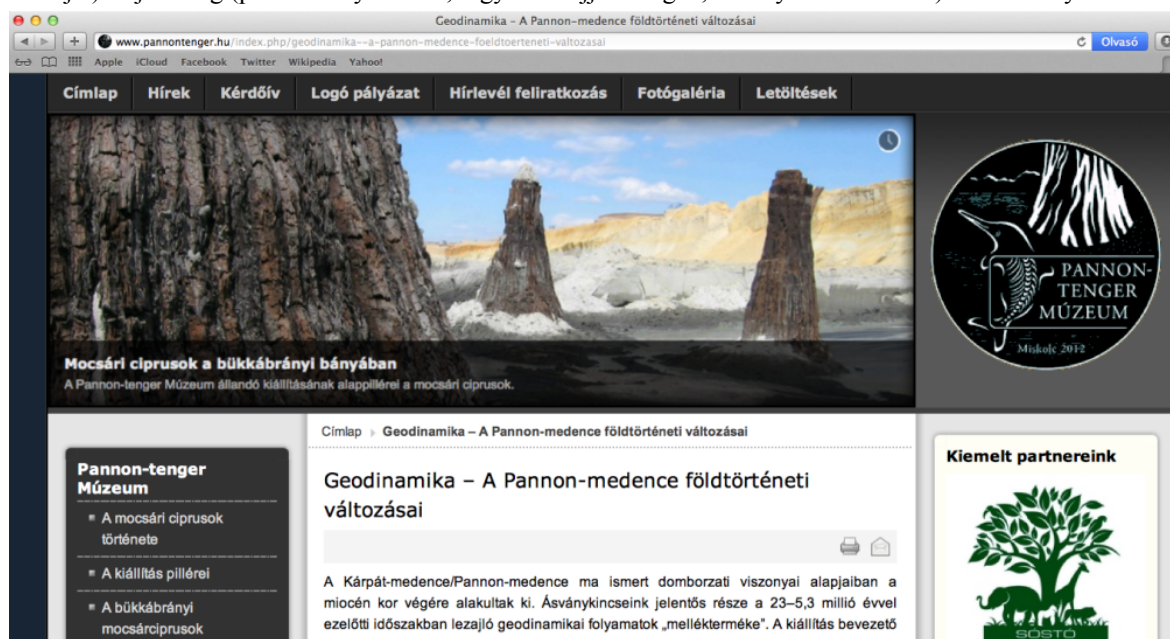 Geodinamika – A Pannon-medence földtörténeti változásai
www.pannontenger.hu/index.php/geodinamika--a-pannon-medence-foeldtoerteneti-valtozasai
Olvasó
Apple iCloud Facebook Twitter Wikipedia Yahoo!
Címlap Hírek Kérdőív Logó pályázat Hírlevél feliratkozás Fotógaléria Letöltések
Mocsári ciprusok a bükkábrányi bányában
A Pannon-tenger Múzeum állandó kiállításának alappillérei a mocsári ciprusok.
PANNON-
TENGER
MÚZEUM
Miskolc 2012
Címlap Geodinamika – A Pannon-medence földtörténeti változásai
Pannon-tenger
Múzeum
A mocsári ciprusok
története
A kiállítás pillérei
A bükkábrányi
mocsárciprusok
Geodinamika – A Pannon-medence földtörténeti
változásai
A Kárpát-medence/Pannon-medence ma ismert domborzati viszonyai alapjaiban a
miocén kor végére alakultak ki. Ásványkincseink jelentős része a 23–5,3 millió évvel
ezelőtti időszakban lezajló geodinamikai folyamatok „mellékterméke". A kiállítás bevezető
Kiemelt partnereink
SÓSTÓ